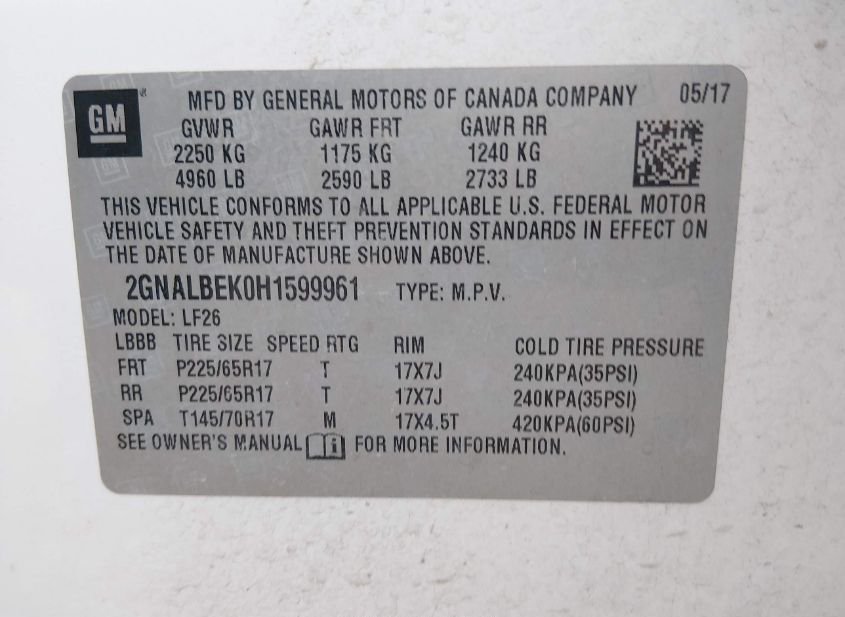 GM MFD BY GENERAL MOTORS OF CANADA COMPANY 05/17
GVWR GAWR FRT GAWR RR
2250 KG 1175 KG 1240 KG
4960 LB 2590 LB 2733 LB
THIS VEHICLE CONFORMS TO ALL APPLICABLE U.S. FEDERAL MOTOR
VEHICLE SAFETY AND THEFT PREVENTION STANDARDS IN EFFECT ON
THE DATE OF MANUFACTURE SHOWN ABOVE.
2GNALBEK0H1599961 TYPE: M.P.V.
MODEL: LF26
LBBB TIRE SIZE SPEED RTG RIM COLD TIRE PRESSURE
FRT P225/65R17 T 17X7J 240KPA(35PSI)
RR P225/65R17 T 17X7J 240KPA(35PSI)
SPA T145/70R17 M 17X4.5T 420KPA(60PSI)
SEE OWNER'S MANUAL FOR MORE INFORMATION.